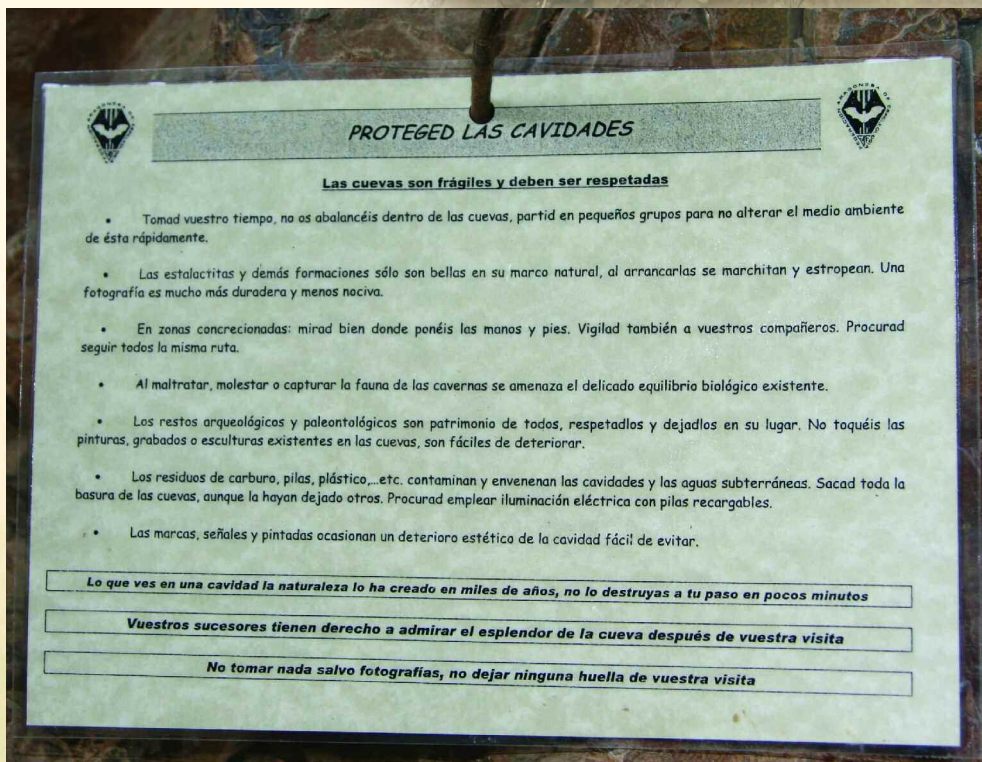 PROTEGED LAS CAVIDADES
Las cuevas son frágiles y deben ser respetadas
• Tomad vuestro tiempo, no os abalancéis dentro de las cuevas, partid en pequeños grupos para no alterar el medio ambiente
de ésta rápidamente.
• Las estalactitas y demás formaciones sólo son bellas en su marco natural, al arrancarlas se marchitan y estropean. Una
fotografía es mucho más duradera y menos nociva.
• En zonas concrecionadas: mirad bien donde ponéis las manos y pies. Vigilad también a vuestros compañeros. Procurad
seguir todos la misma ruta.
• Al maltratar, molestar o capturar la fauna de las cavernas se amenaza el delicado equilibrio biológico existente.
• Los restos arqueológicos y paleontológicos son patrimonio de todos, respetadlos y dejadlos en su lugar. No toquéis las
pinturas, grabados o esculturas existentes en las cuevas, son fáciles de deteriorar.
• Los residuos de carburo, pilas, plástico,...etc. contaminan y envenenan las cavidades y las aguas subterráneas. Sacad toda la
basura de las cuevas, aunque la hayan dejado otros. Procurad emplear iluminación eléctrica con pilas recargables.
• Las marcas, señales y pintadas ocasionan un deterioro estético de la cavidad fácil de evitar.
Lo que ves en una cavidad la naturaleza lo ha creado en miles de años, no lo destruyas a tu paso en pocos minutos
Vuestros sucesores tienen derecho a admirar el esplendor de la cueva después de vuestra visita
No tomar nada salvo fotografías, no dejar ninguna huella de vuestra visita